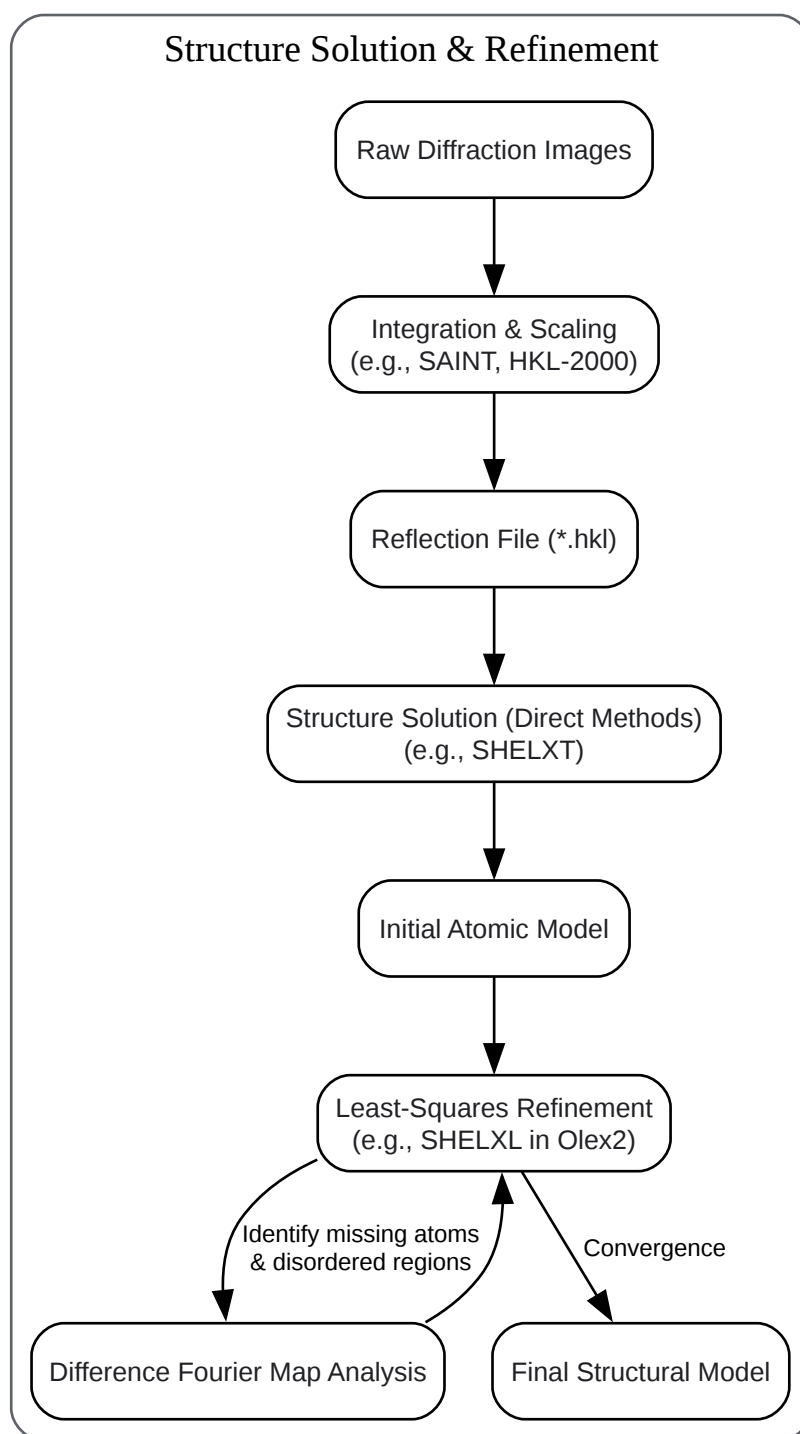 Structure Solution & Refinement
Raw Diffraction Images
Integration & Scaling
(e.g., SAINT, HKL-2000)
Reflection File (*.hkl)
Structure Solution (Direct Methods)
(e.g., SHELXT)
Initial Atomic Model
Least-Squares Refinement
(e.g., SHELXL in Olex2)
Identify missing atoms
& disordered regions
Convergence
Difference Fourier Map Analysis
Final Structural Model